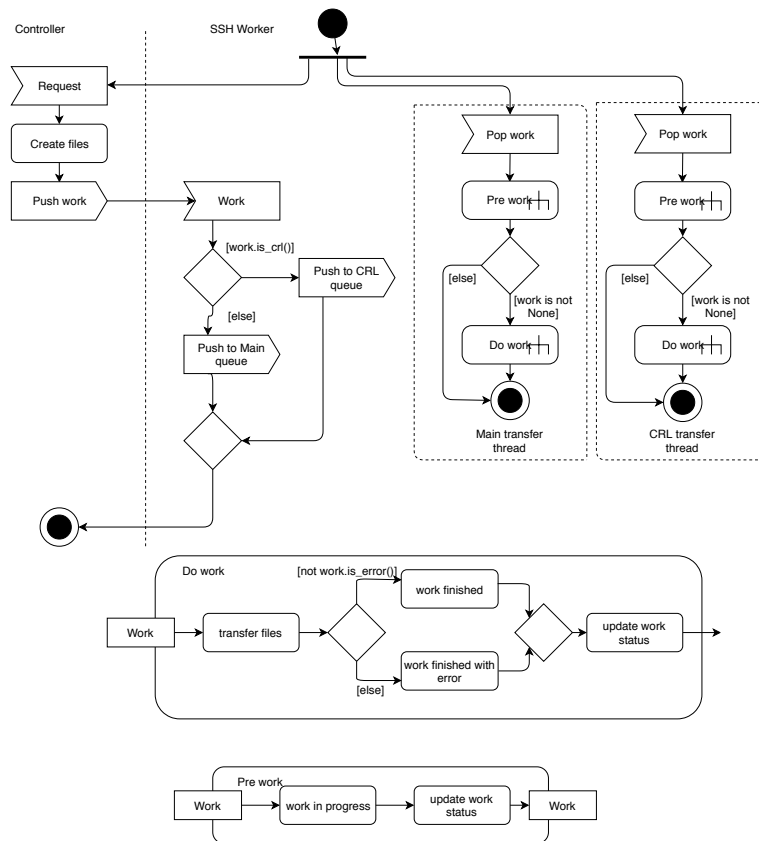 Controller
SSH Worker
Request
Create files
Push work
Work
[work.is_crl()]
Push to CRL
queue
[else]
Push to Main
queue
Pop work
Pre work
[else]
[work is not
None]
Do work
Main transfer
thread
Pop work
Pre work
[else]
[work is not
None]
Do work
CRL transfer
thread
Do work
Work
transfer files
[not work.is_error()]
work finished
[else]
work finished with
error
update work
status
Pre work
Work
work in progress
update work
status
Work